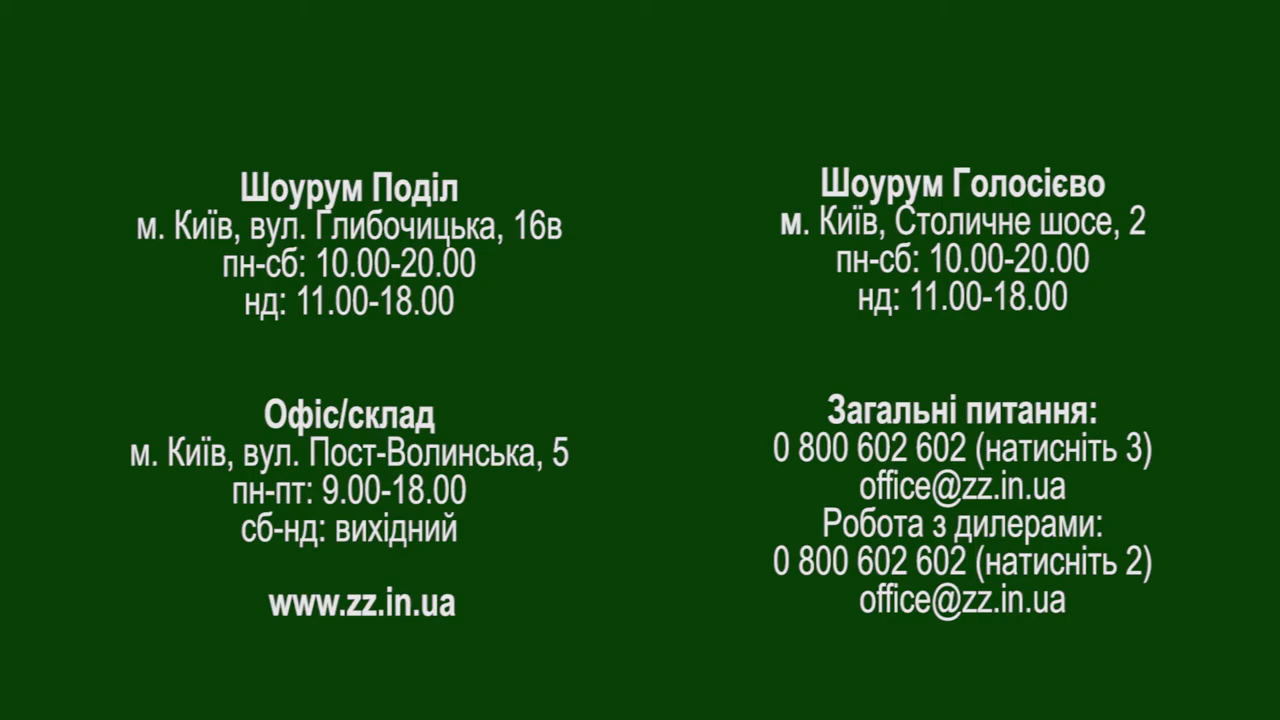 Шоурум Поділ
м. Київ, вул. Глибочицька, 16в
пн-сб: 10.00-20.00
нд: 11.00-18.00
Шоурум Голосієво
м. Київ, Столичне шосе, 2
пн-сб: 10.00-20.00
нд: 11.00-18.00
Офіс/склад
м. Київ, вул. Пост-Волинська, 5
пн-пт: 9.00-18.00
сб-нд: вихідний
www.zz.in.ua
Загальні питання:
0 800 602 602 (натисніть 3)
office@zz.in.ua
Робота з дилерами:
0 800 602 602 (натисніть 2)
office@zz.in.ua